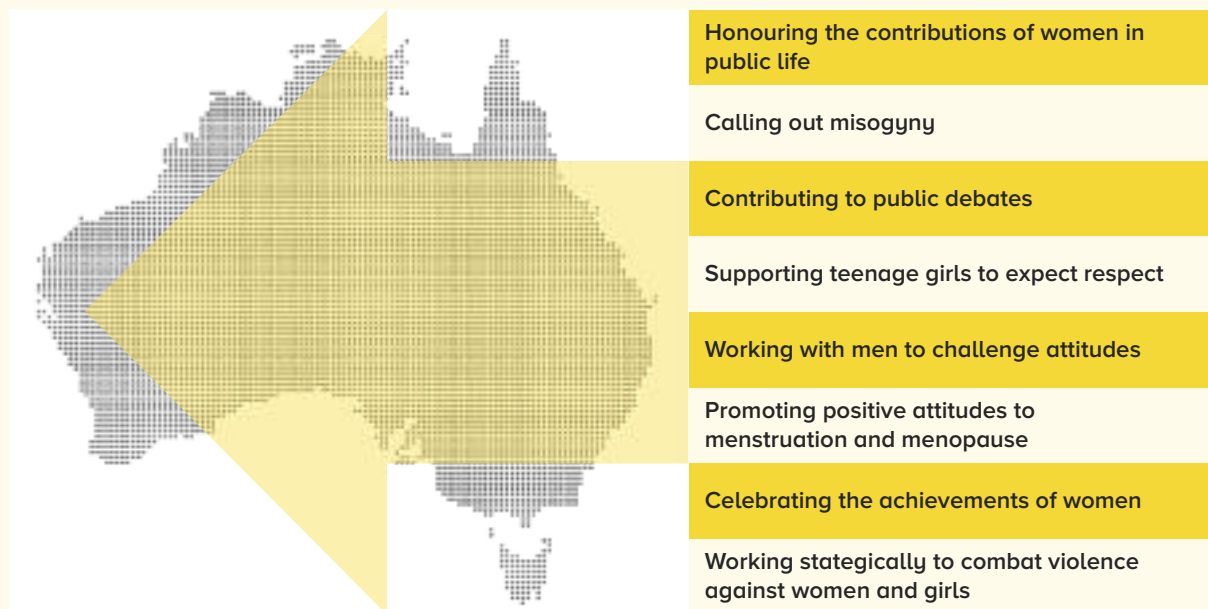 Honouring the contributions of women in
public life
Calling out misogyny
Contributing to public debates
Supporting teenage girls to expect respect
Working with men to challenge attitudes
Promoting positive attitudes to
menstruation and menopause
Celebrating the achievements of women
Working stategically to combat violence
against women and girls